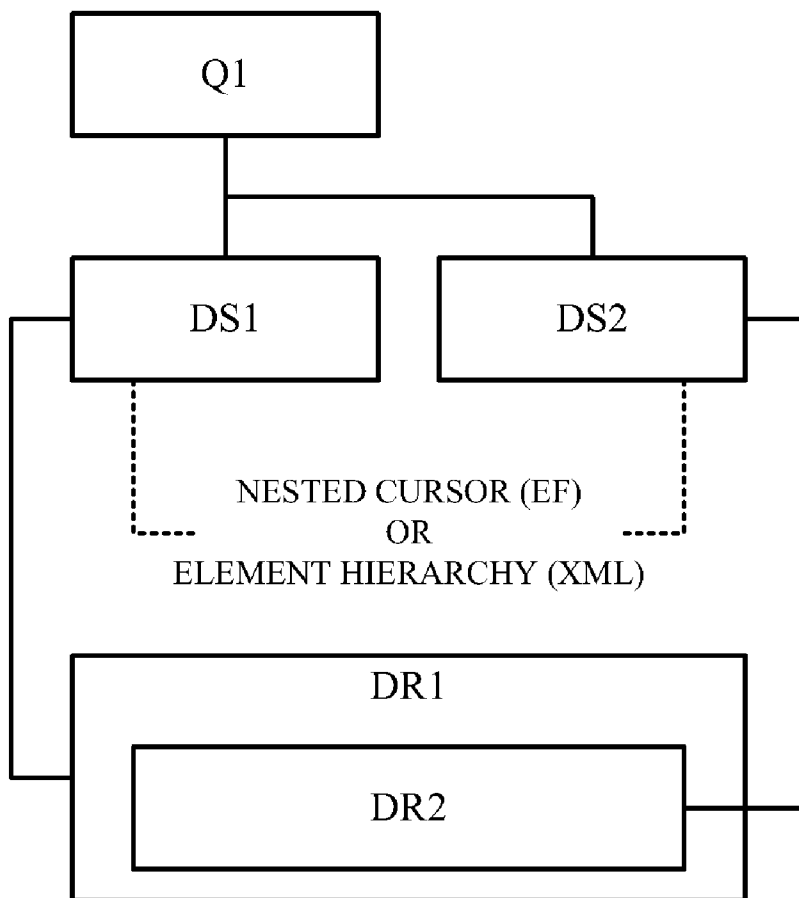 Q1
DS1
DS2
NESTED CURSOR (EF)
OR
ELEMENT HIERARCHY (XML)
DR1
DR2